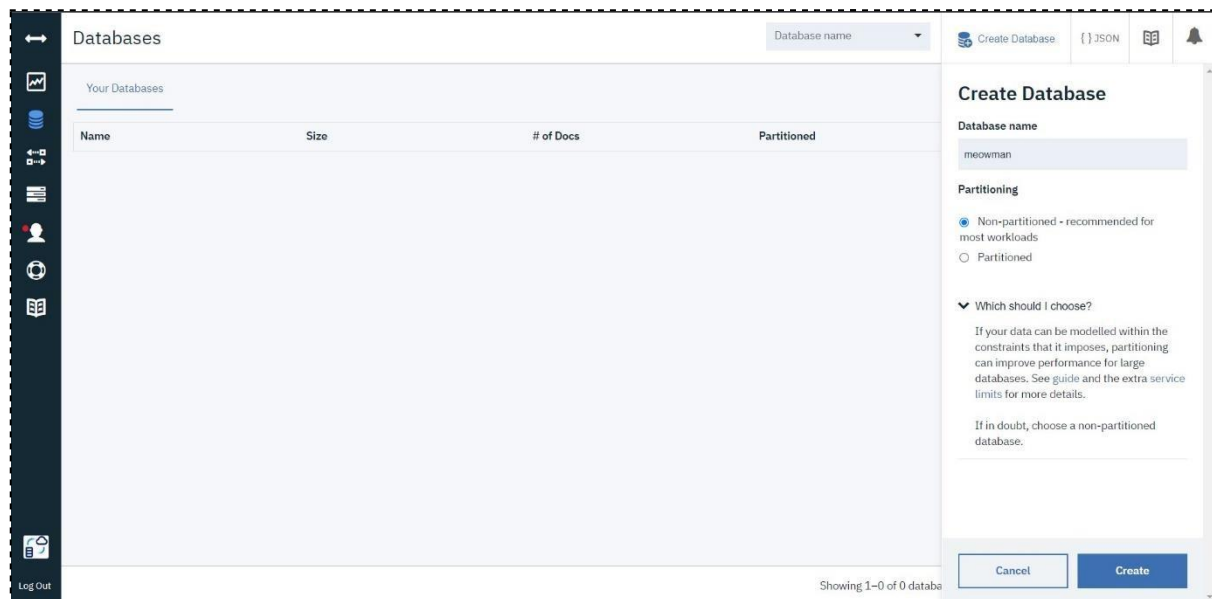 Databases
Database name
Create Database
{ } JSON
Your Databases
Name Size # of Docs Partitioned
Create Database
Database name
meowman
Partitioning
Non-partitioned - recommended for
most workloads
Partitioned
Which should I choose?
If your data can be modelled within the
constraints that it imposes, partitioning
can improve performance for large
databases. See guide and the extra service
limits for more details.
If in doubt, choose a non-partitioned
database.
Cancel
Create
Log Out
Showing 1–0 of 0 databa